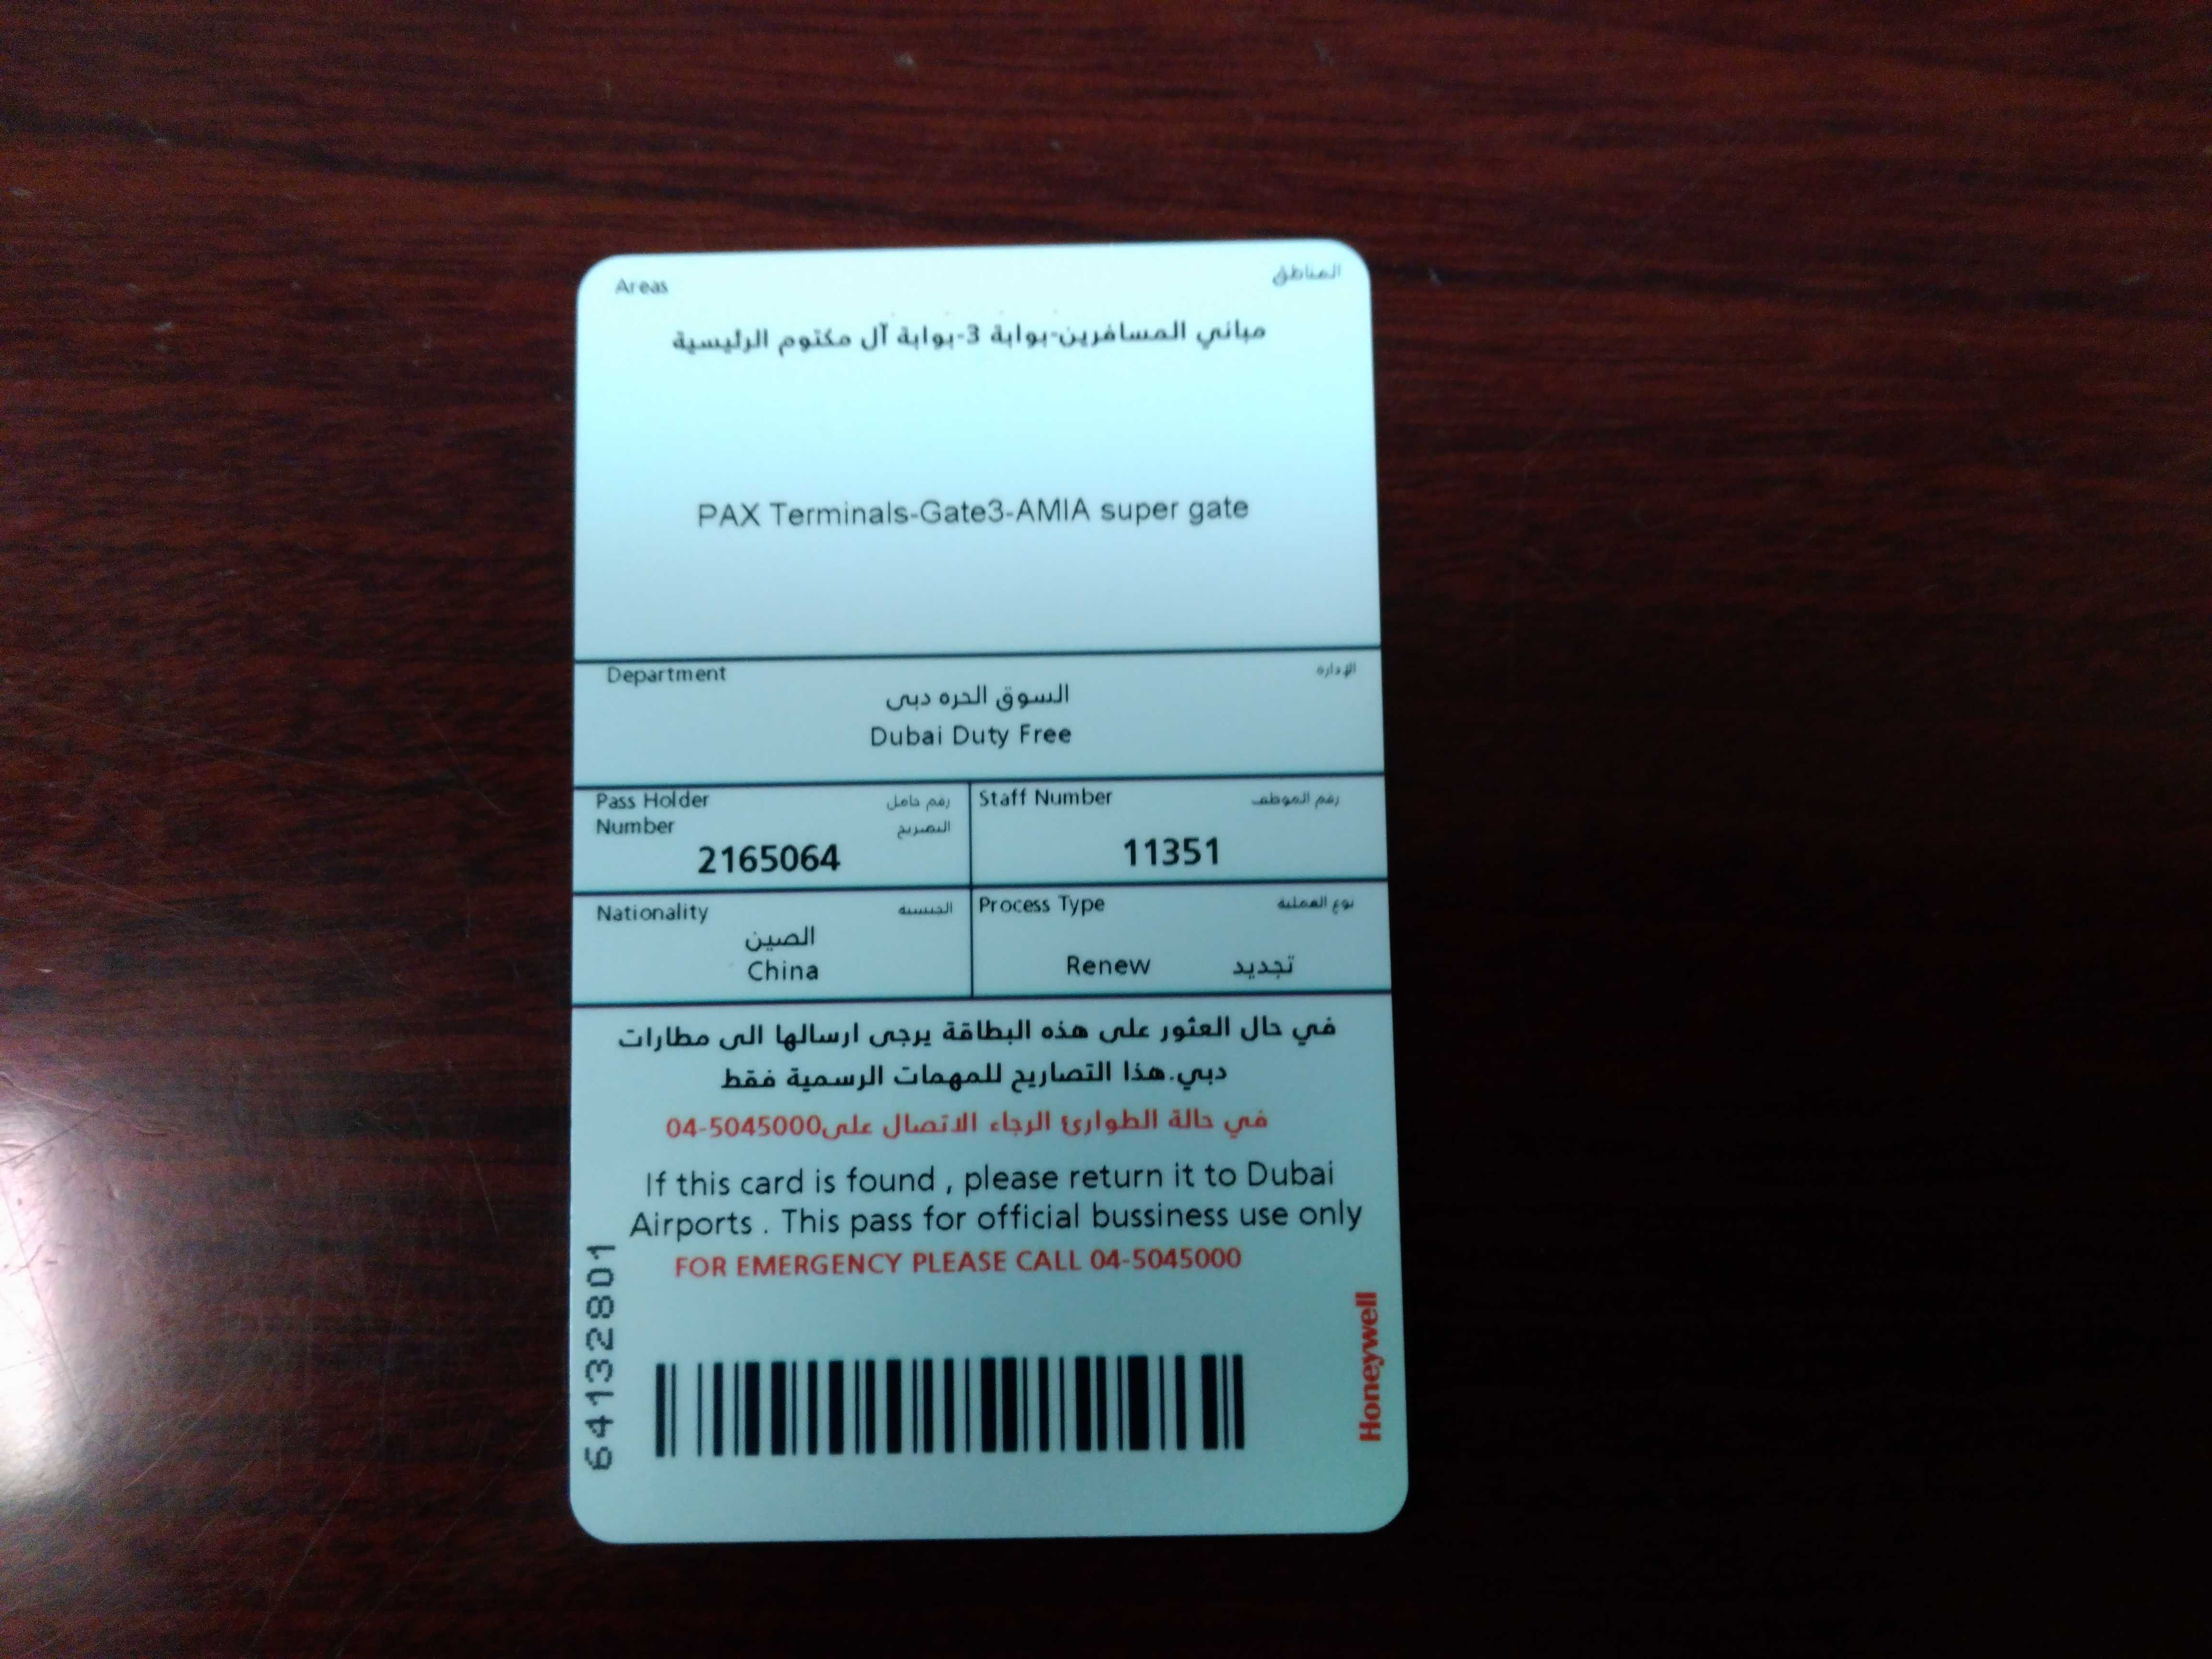 Areas المناطق
مباني المسافرين-بوابة 3-بوابة آل مكتوم الرئيسية
PAX Terminals-Gate3-AMIA super gate
Department الإدارة
السوق الحره دبى
Dubai Duty Free
Pass Holder رقم حامل
Number التصريح
2165064
Staff Number رقم الموظف
11351
Nationality الجنسية
الصين
China
Process Type نوع العملية
Renew تجديد
في حال العثور على هذه البطاقة يرجى ارسالها الى مطارات
دبي.هذا التصاريح للمهمات الرسمية فقط
في حالة الطوارئ الرجاء الاتصال على04-5045000
If this card is found , please return it to Dubai
Airports . This pass for official bussiness use only
FOR EMERGENCY PLEASE CALL 04-5045000
64132801
Honeywell